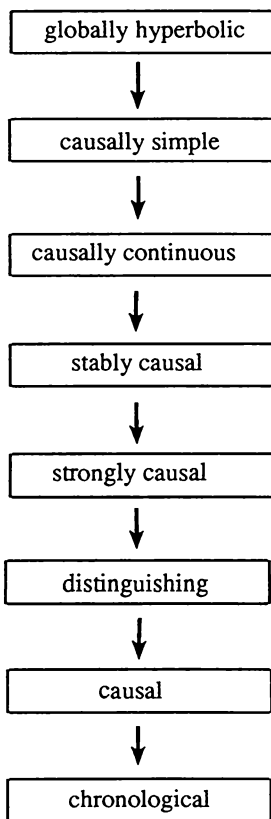 globally hyperbolic
causally simple
causally continuous
stably causal
strongly causal
distinguishing
causal
chronological